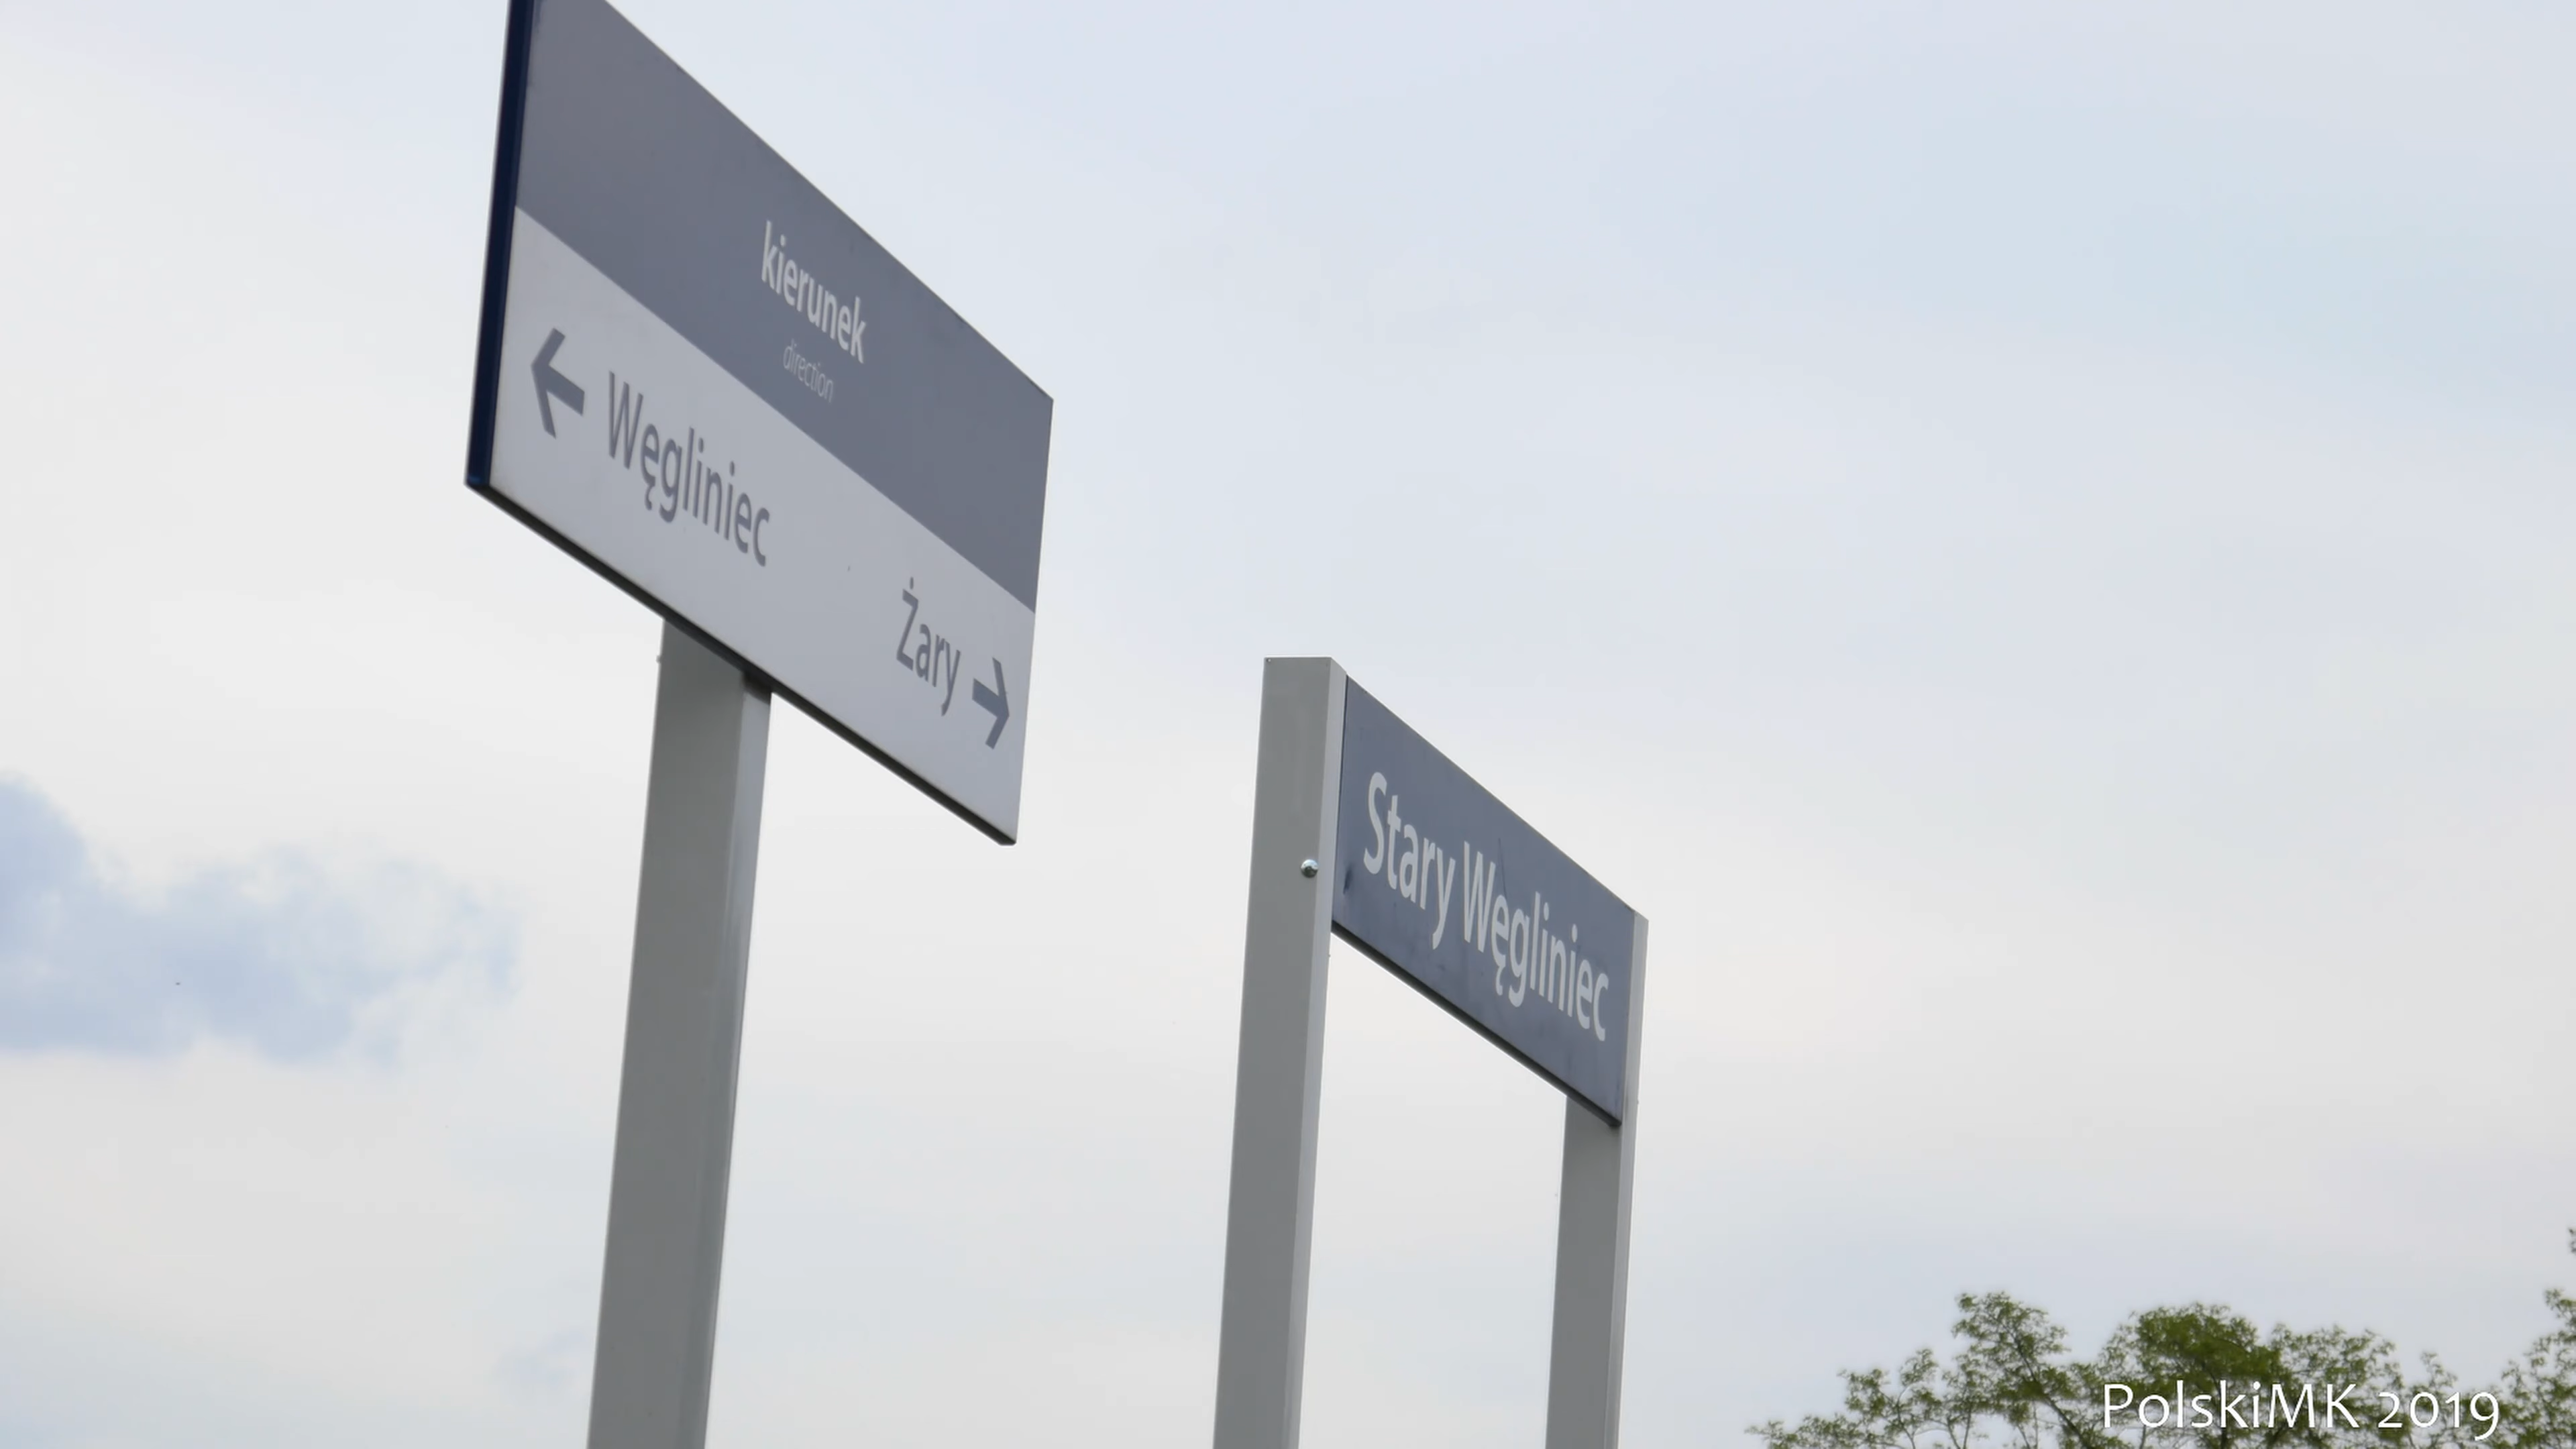 kierunek
direction
← Węgliniec
Żary →
Stary Węgliniec
PolskiMK 2019